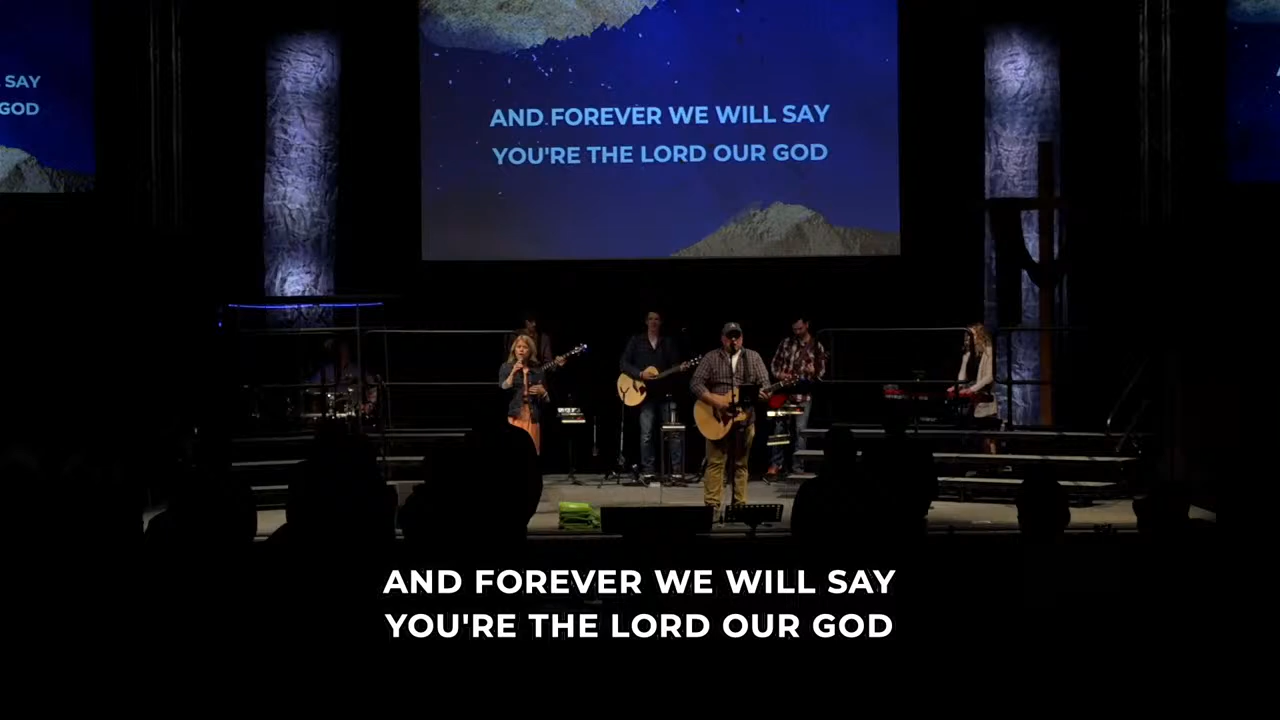 SAY
GOD
AND FOREVER WE WILL SAY
YOU'RE THE LORD OUR GOD
AND FOREVER WE WILL SAY
YOU'RE THE LORD OUR GOD